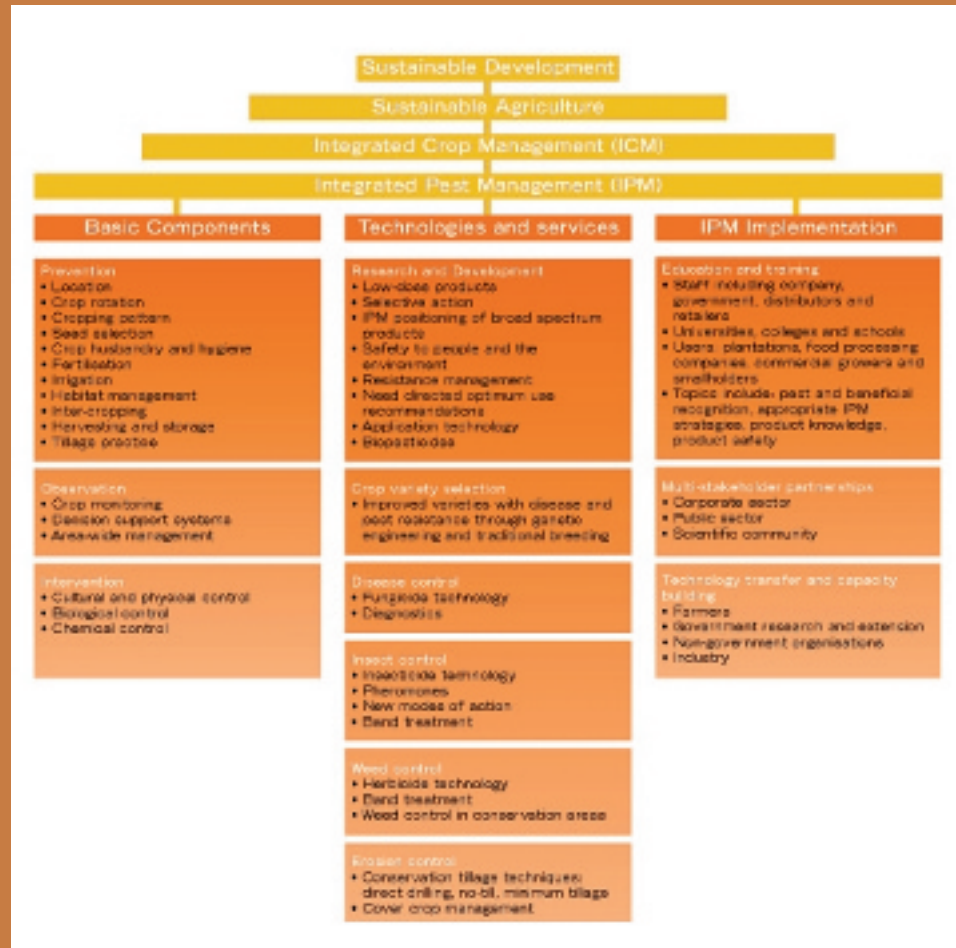 Sustainable Development
Sustainable Agriculture
Integrated Crop Management (ICM)
Integrated Pest Management (IPM)
Basic Components
Prevention
• Location
• Crop rotation
• Cropping pattern
• Seed selection
• Crop husbandry and hygiene
• Fertilisation
• Irrigation
• Habitat management
• Inter-cropping
• Harvesting and storage
• Tillage practice
Observation
• Crop monitoring
• Decision support systems
• Area-wide management
Intervention
• Cultural and physical control
• Biological control
• Chemical control
Technologies and services
Research and Development
• Low-dose products
• Selective action
• IPM positioning of broad spectrum
products
• Safety to people and the
environment
• Resistance management
• Need directed optimum use
recommendations
• Application technology
• Biopesticides
Crop variety selection
• Improved varieties with disease and
pest resistance through genetic
engineering and traditional breeding
Disease control
• Fungicide technology
• Diagnostics
Insect control
• Insecticide terminology
• Pheromones
• New modes of action
• Band treatment
Weed control
• Herbicide technology
• Band treatment
• Weed control in conservation areas
Erosion control
• Conservation tillage techniques:
direct drilling, no-till, minimum tillage
• Cover crop management
IPM Implementation
Education and training
• Staff including company,
government, distributors and
retailers
• Universities, colleges and schools
• Users, plantations, food processing
companies, commercial growers and
smallholders
• Topics include: pest and beneficial
recognition, appropriate IPM
strategies, product knowledge,
product safety
Multi-stakeholder partnerships
• Corporate sector
• Public sector
• Scientific community
Technology transfer and capacity
building
• Farmers
• Government research and extension
• Non-government organisations
• Industry